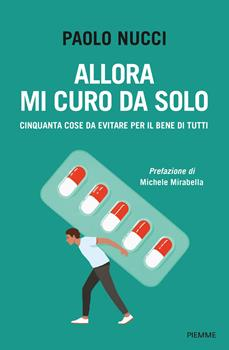 PAOLO NUCCI
ALLORA
MI CURO DA SOLO
CINQUANTA COSE DA EVITARE PER IL BENE DI TUTTI
Prefazione di
Michele Mirabella
PIEMME